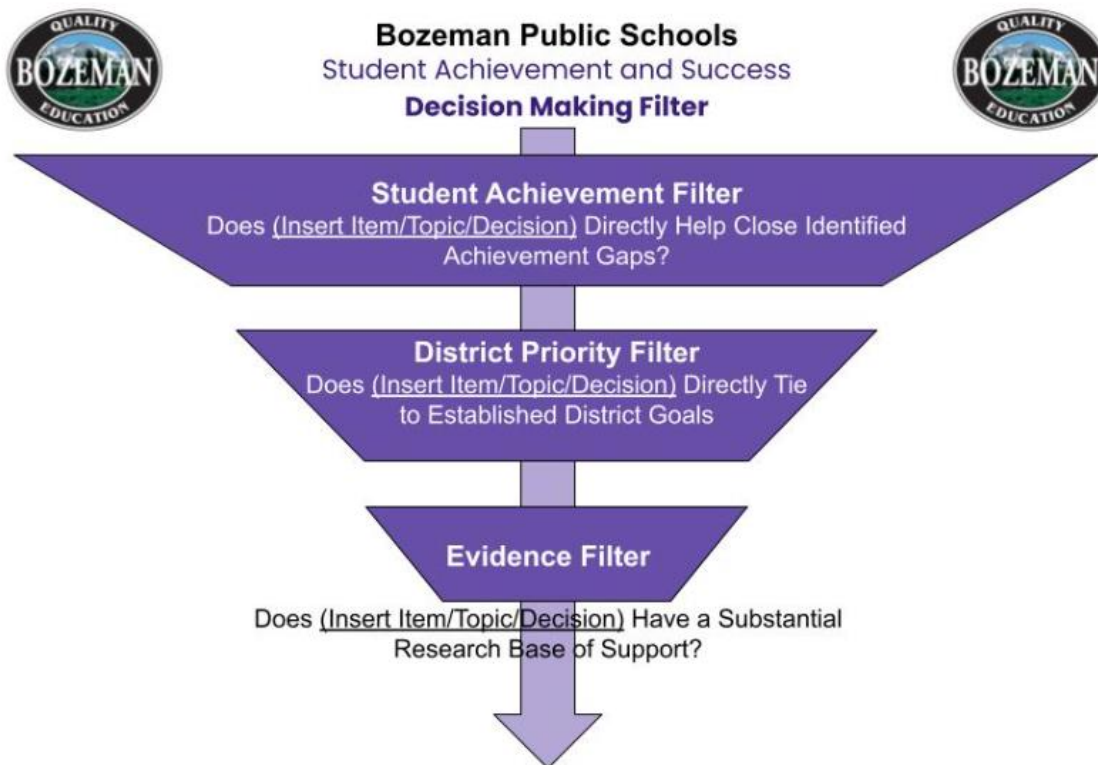 QUALITY
BOZEMAN
EDUCATION
Bozeman Public Schools
Student Achievement and Success
Decision Making Filter
QUALITY
BOZEMAN
EDUCATION
Student Achievement Filter
Does (Insert Item/Topic/Decision) Directly Help Close Identified
Achievement Gaps?
District Priority Filter
Does (Insert Item/Topic/Decision) Directly Tie
to Established District Goals
Evidence Filter
Does (Insert Item/Topic/Decision) Have a Substantial
Research Base of Support?